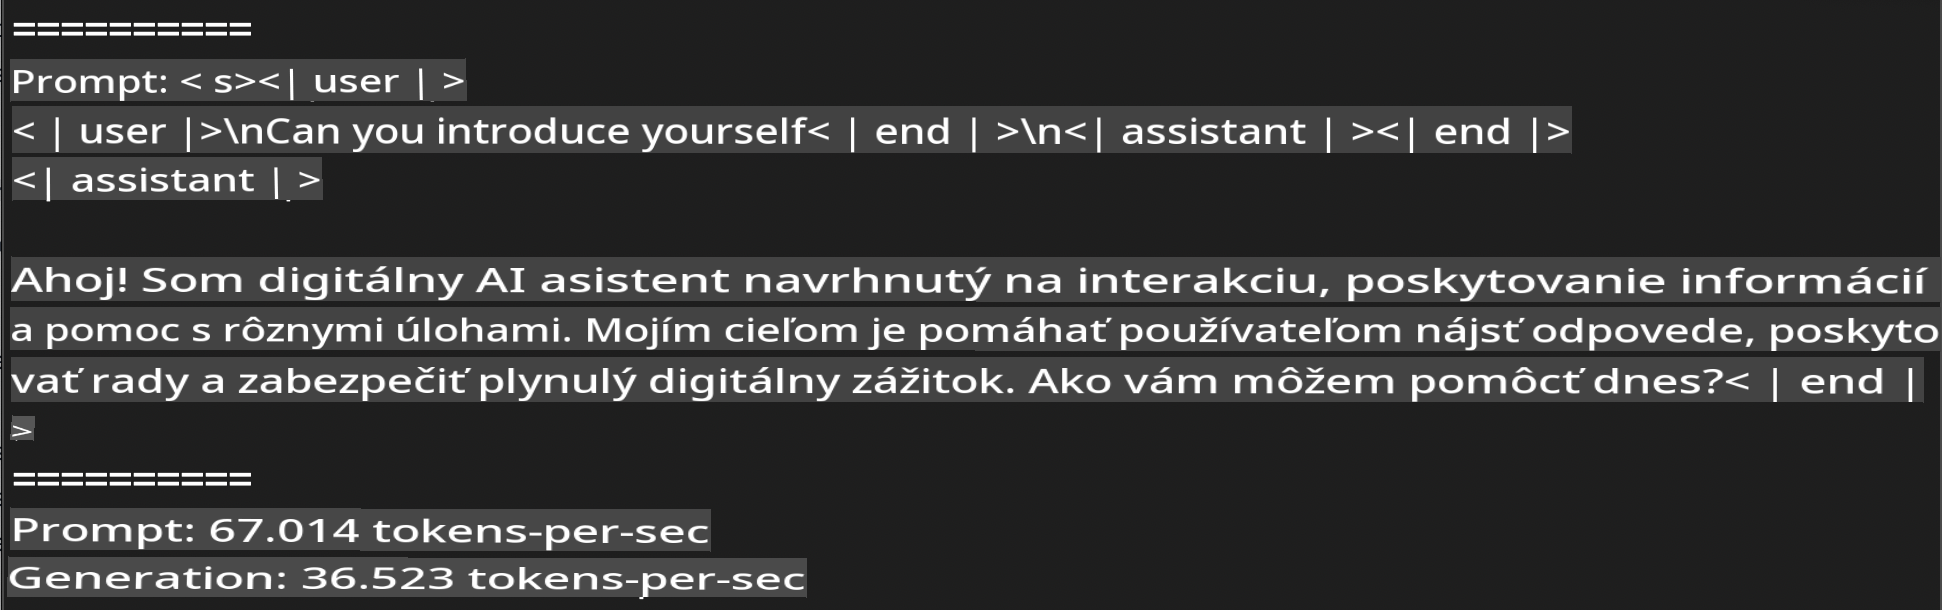 ==========
Prompt: < s><| user | >
< | user |>\nCan you introduce yourself< | end | >\n<| assistant | ><| end |>
<| assistant | >
Ahoj! Som digitálny AI asistent navrhnutý na interakciu, poskytovanie informácií
a pomoc s rôznymi úlohami. Mojím cieľom je pomáhať používateľom nájsť odpovede, poskyto
vať rady a zabezpečiť plynulý digitálny zážitok. Ako vám môžem pomôcť dnes?< | end |
>
==========
Prompt: 67.014 tokens-per-sec
Generation: 36.523 tokens-per-sec